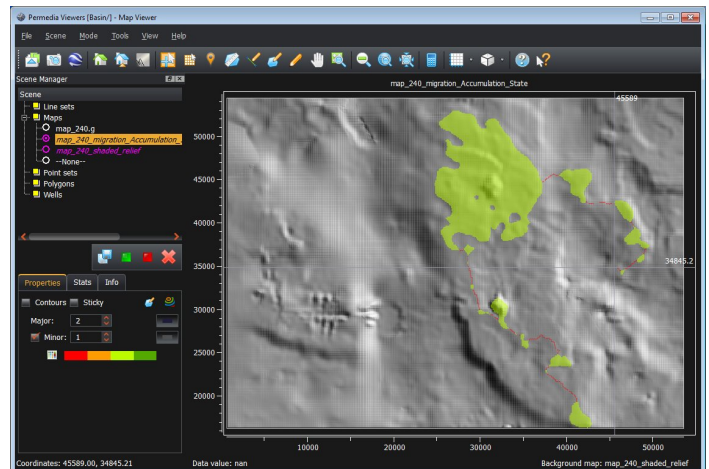 Permedia Viewers [Basin/] - Map Viewer
File Scene Mode Tools View Help
Scene Manager
Scene
Line sets
Maps
map_240.g
map_240_migration_Accumulation_
map_240_shaded_relief
--None--
Point sets
Polygons
Wells
Properties Stats Info
Contours Sticky
Major: 2
Minor: 1
map_240_migration_Accumulation_State
45589
50000
45000
40000
35000
34845.2
30000
25000
20000
10000 20000 30000 40000 50000
Coordinates: 45589.00, 34845.21 Data value: nan Background map: map_240_shaded_relief